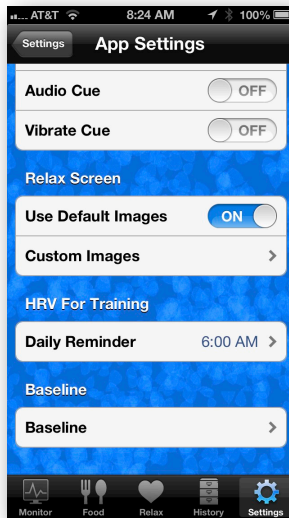 ... AT&T 8:24 AM 100%
Settings App Settings
Audio Cue OFF
Vibrate Cue OFF
Relax Screen
Use Default Images ON
Custom Images
HRV For Training
Daily Reminder 6:00 AM
Baseline
Baseline
Monitor Food Relax History Settings